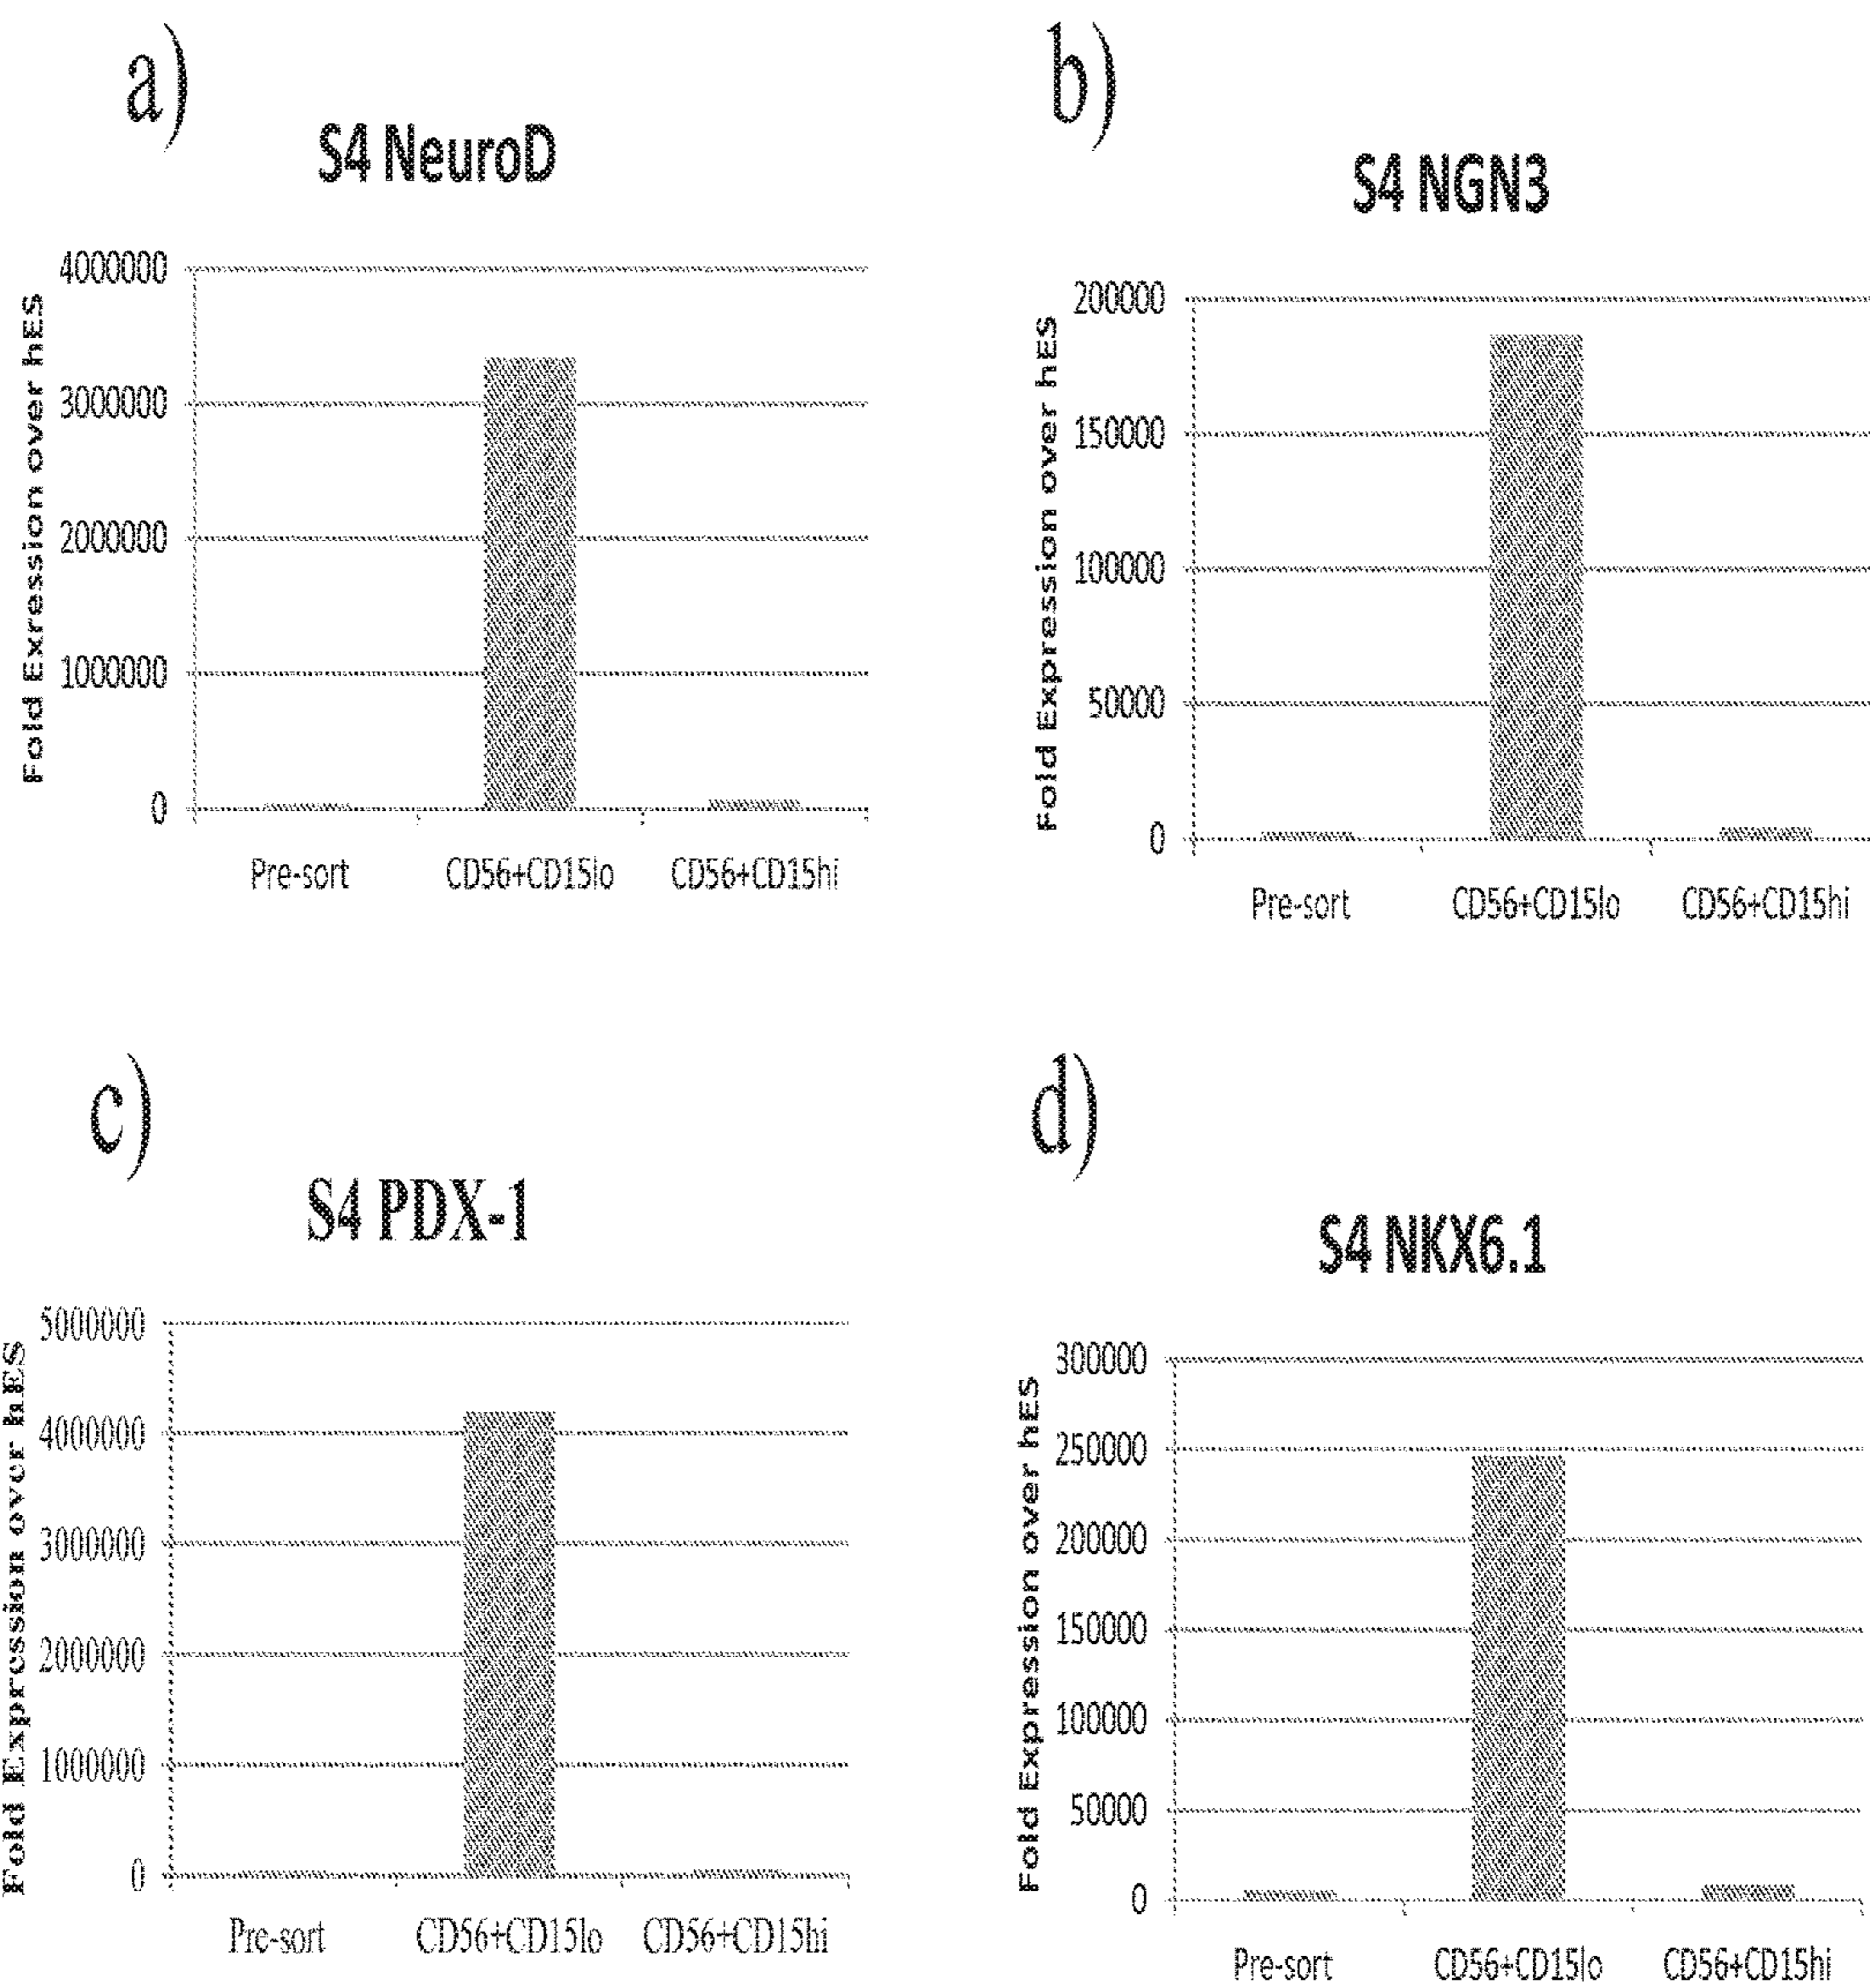 a)
S4 NeuroD
Fold Exression over hES
4000000
3000000
2000000
1000000
0
Pre-sort CD56+CD15lo CD56+CD15hi
b)
S4 NGN3
Fold Expression over hES
200000
150000
100000
50000
0
Pre-sort CD56+CD15lo CD56+CD15hi
c)
S4 PDX-1
Fold Expression over hES
5000000
4000000
3000000
2000000
1000000
0
Pre-sort CD56+CD15lo CD56+CD15hi
d)
S4 NKX6.1
Fold Expression over hES
300000
250000
200000
150000
100000
50000
0
Pre-sort CD56+CD15lo CD56+CD15hi